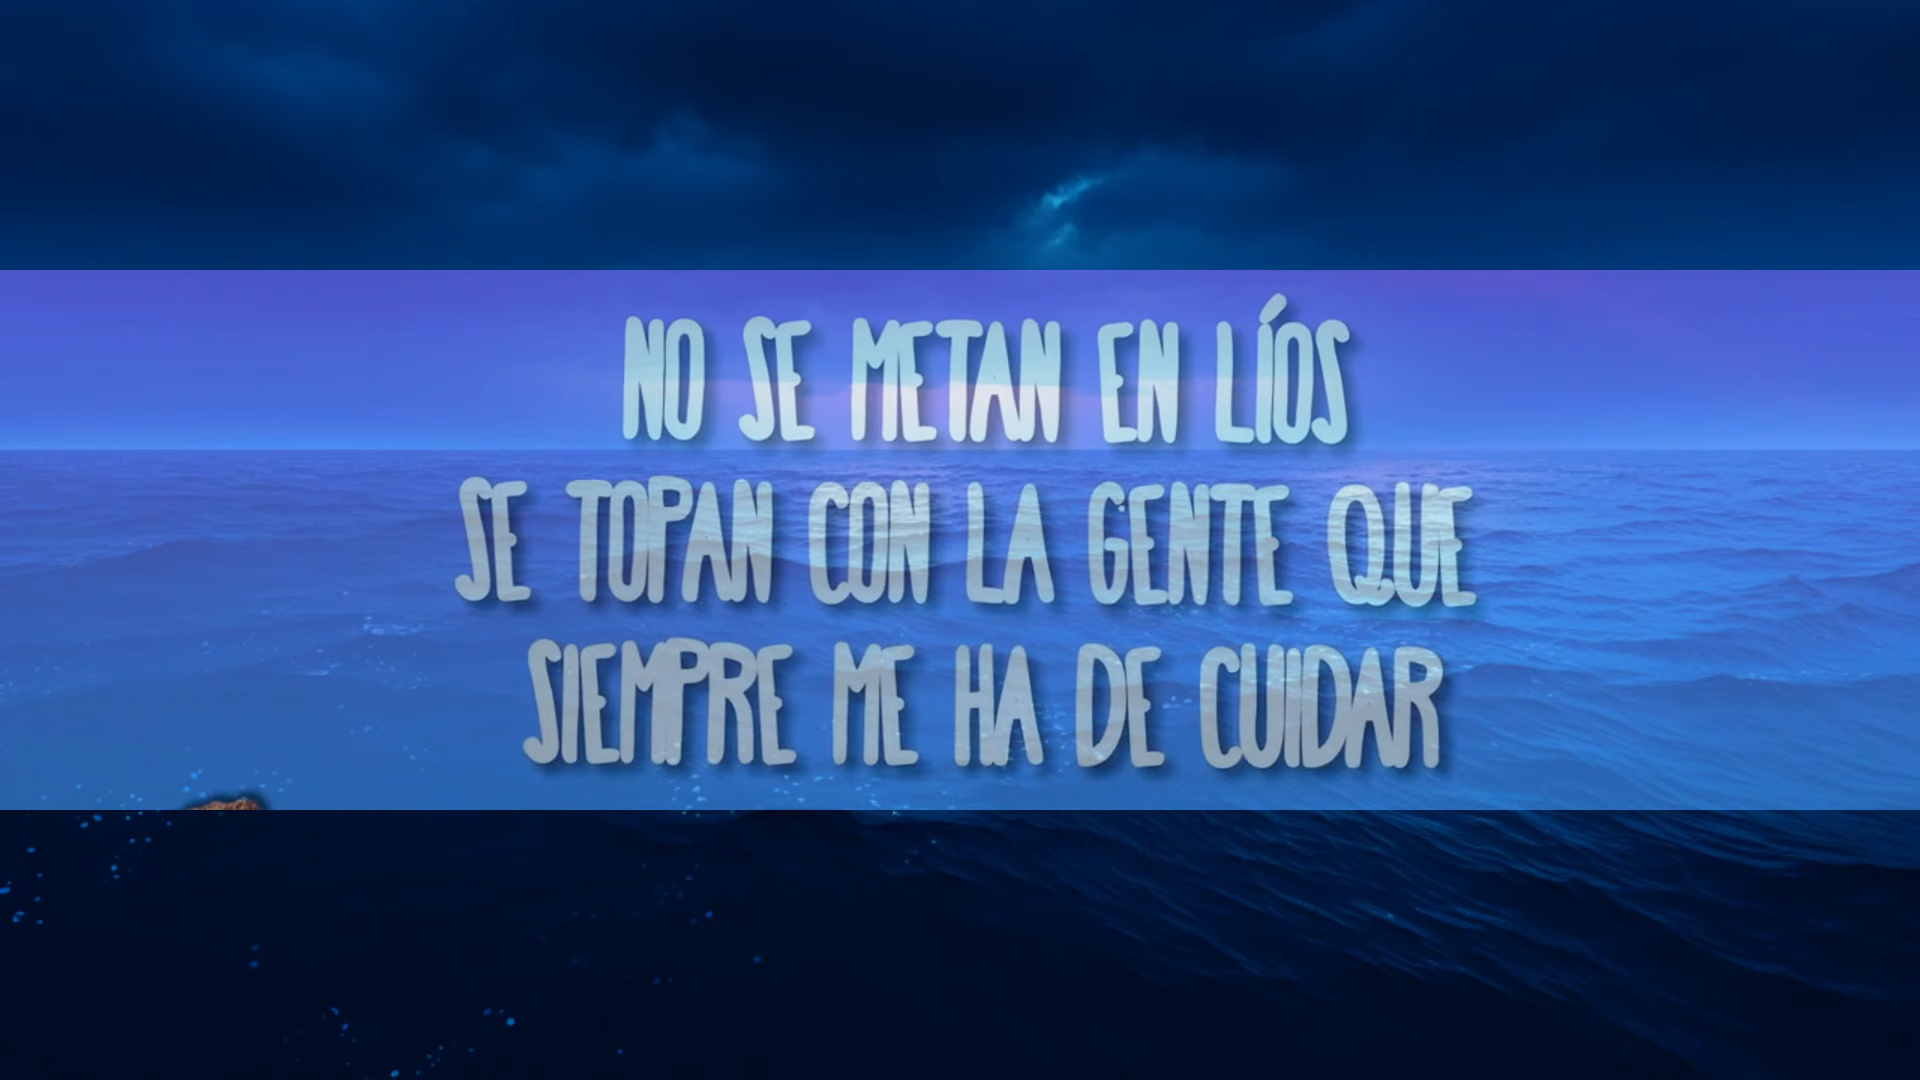 NO SE METAN EN LÍOS
SE TOPAN CON LA GENTE QUE
SIEMPRE ME HA DE CUIDAR